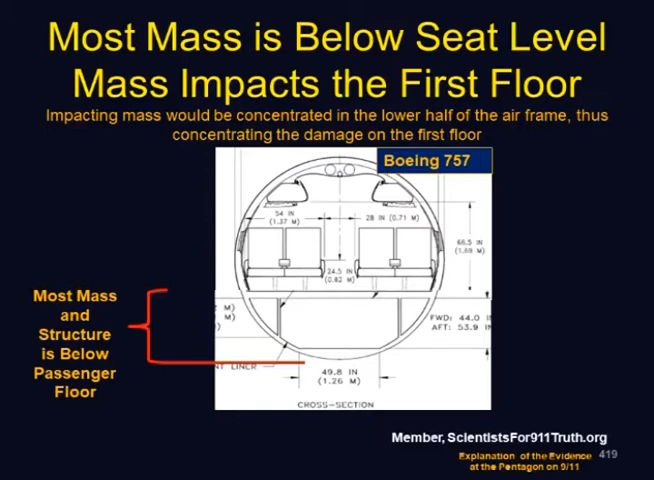 Most Mass is Below Seat Level
Mass Impacts the First Floor
Impacting mass would be concentrated in the lower half of the air frame, thus
concentrating the damage on the first floor
Boeing 757
54 IN
(1.37 M)
28 IN (0.71 M)
66.5 IN
(1.69 M)
24.5 IN
(0.62 M)
Most Mass
and
Structure
is Below
Passenger
Floor
M)
M)
FWD: 44.0 IN
AFT: 53.9 IN
NT LINER
49.8 IN
(1.26 M)
CROSS-SECTION
Member, ScientistsFor911Truth.org
Explanation of the Evidence 419
at the Pentagon on 9/11